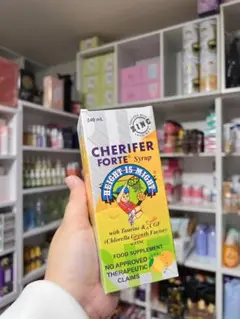 ZINC
240 mL
CHERIFER
FORTE® Syrup
HEIGHT IS MIGHT
with Taurine & CGF
(Chlorella Growth Factor)
FOOD SUPPLEMENT
NO APPROVED
THERAPEUTIC
CLAIMS